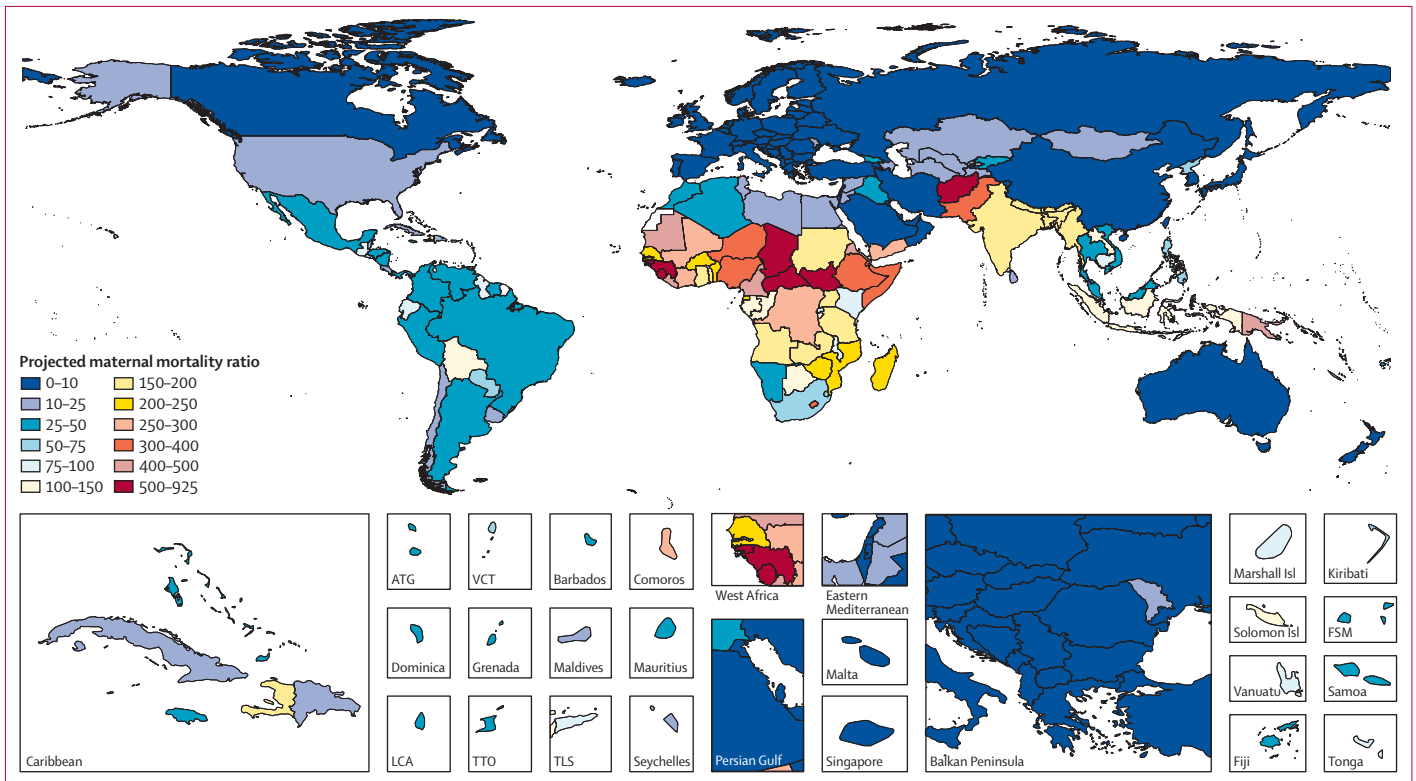 Projected maternal mortality ratio
0–10
10–25
25–50
50–75
75–100
100–150
150–200
200–250
250–300
300–400
400–500
500–925
Caribbean
ATG
VCT
Barbados
Comoros
Dominica
Grenada
Maldives
Mauritius
LCA
TTO
TLS
Seychelles
West Africa
Eastern
Mediterranean
Persian Gulf
Malta
Singapore
Balkan Peninsula
Marshall Isl
Kiribati
Solomon Isl
FSM
Vanuatu
Samoa
Fiji
Tonga